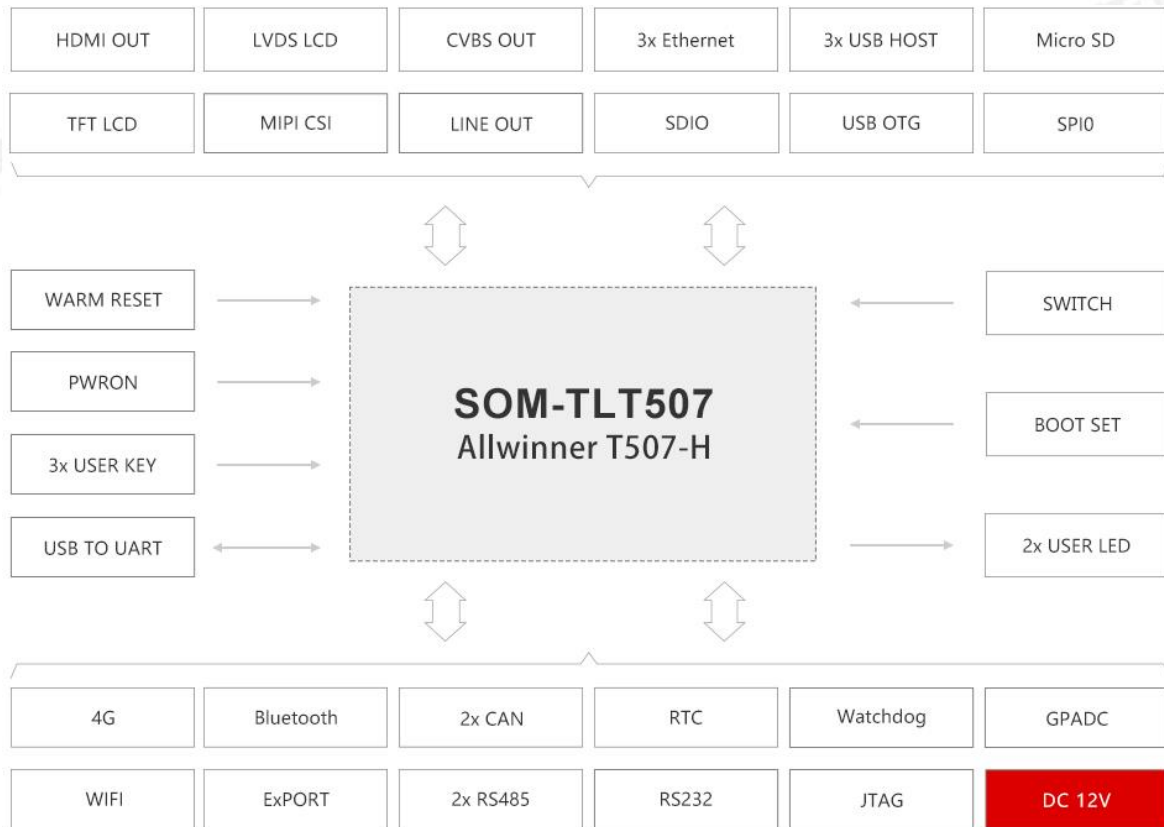 HDMI OUT
LVDS LCD
CVBS OUT
3x Ethernet
3x USB HOST
Micro SD
TFT LCD
MIPI CSI
LINE OUT
SDIO
USB OTG
SPI0
WARM RESET
PWRON
3x USER KEY
USB TO UART
SOM-TLT507
Allwinner T507-H
SWITCH
BOOT SET
2x USER LED
4G
Bluetooth
2x CAN
RTC
Watchdog
GPADC
WIFI
ExPORT
2x RS485
RS232
JTAG
DC 12V